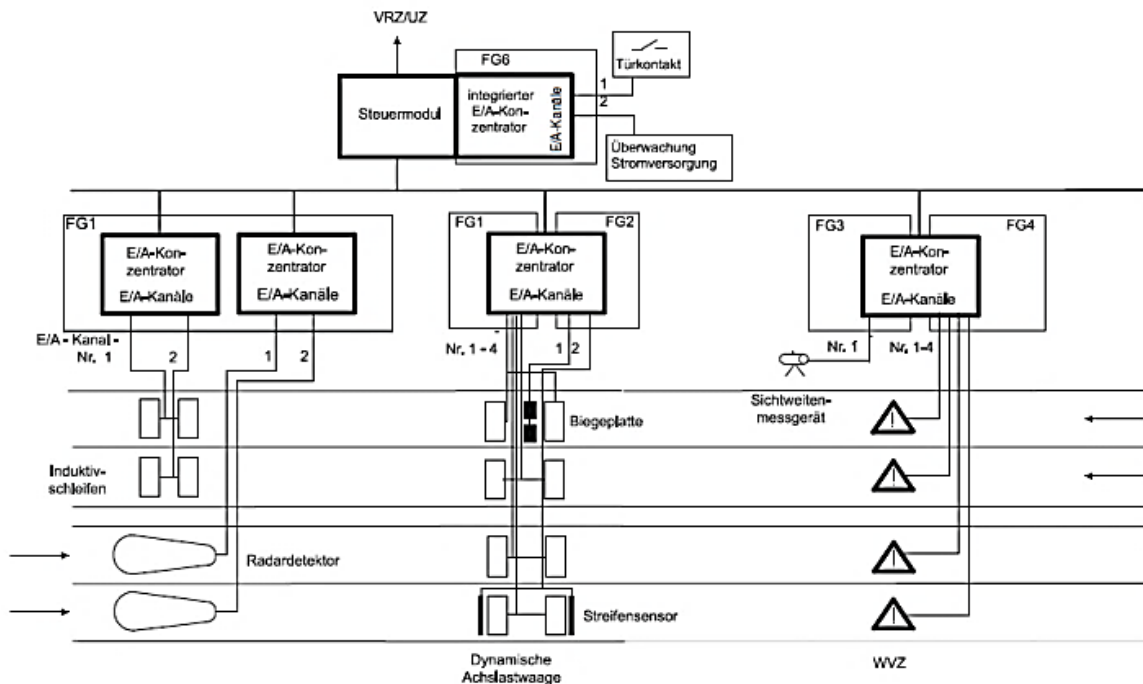 VRZ/UZ
FG6
Türkontakt
1
2
Steuermodul
integrierter
E/A-Kon-
zentrator
E/A-Kanäle
Überwachung
Stromversorgung
FG1
E/A-Kon-
zentrator
E/A-Kanäle
E/A-Kon-
zentrator
E/A-Kanäle
FG1
FG2
E/A-Kon-
zentrator
E/A-Kanäle
FG3
FG4
E/A-Kon-
zentrator
E/A-Kanäle
E/A - Kanal -
Nr. 1
2
1
2
Nr. 1 - 4
1
2
Nr. 1
Nr. 1-4
Sichtweiten-
messgerät
Biegeplatte
Induktiv-
schleifen
Radardetektor
Streifensensor
Dynamische
Achslastwaage
WVZ